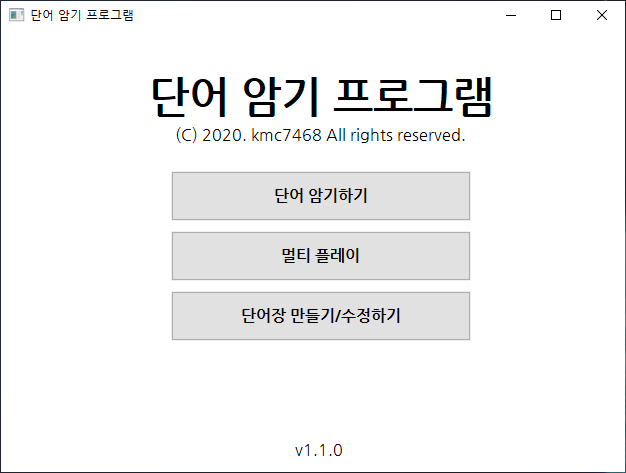 단어 암기 프로그램
단어 암기 프로그램
(C) 2020. kmc7468 All rights reserved.
단어 암기하기
멀티 플레이
단어장 만들기/수정하기
v1.1.0